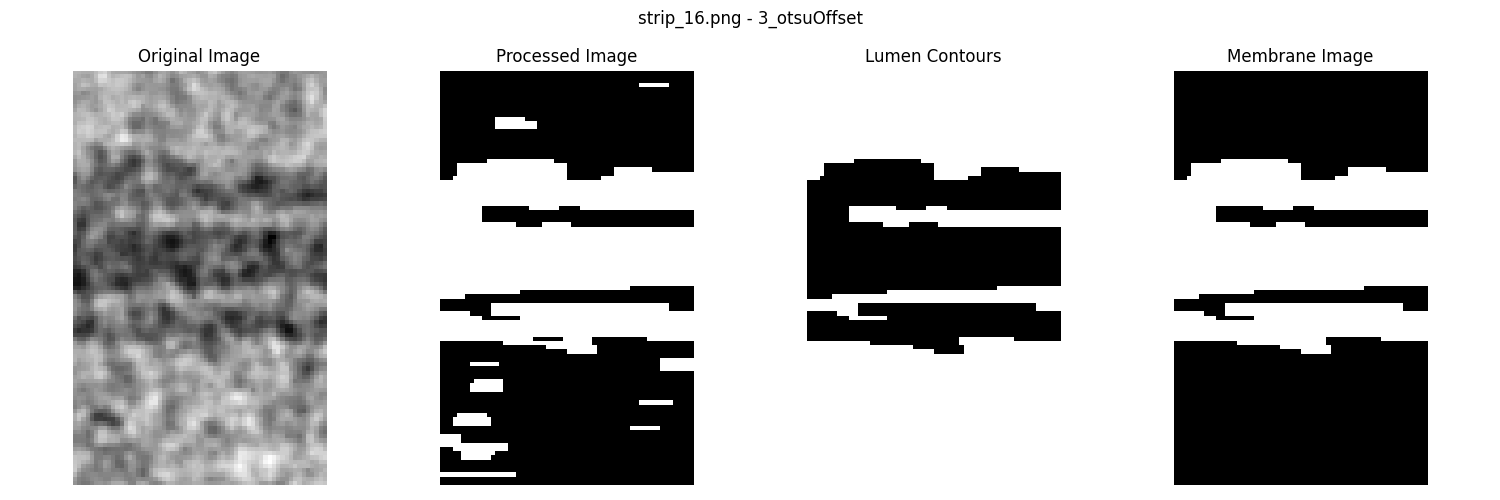 strip_16.png - 3_otsuOffset
Original Image
Processed Image
Lumen Contours
Membrane Image